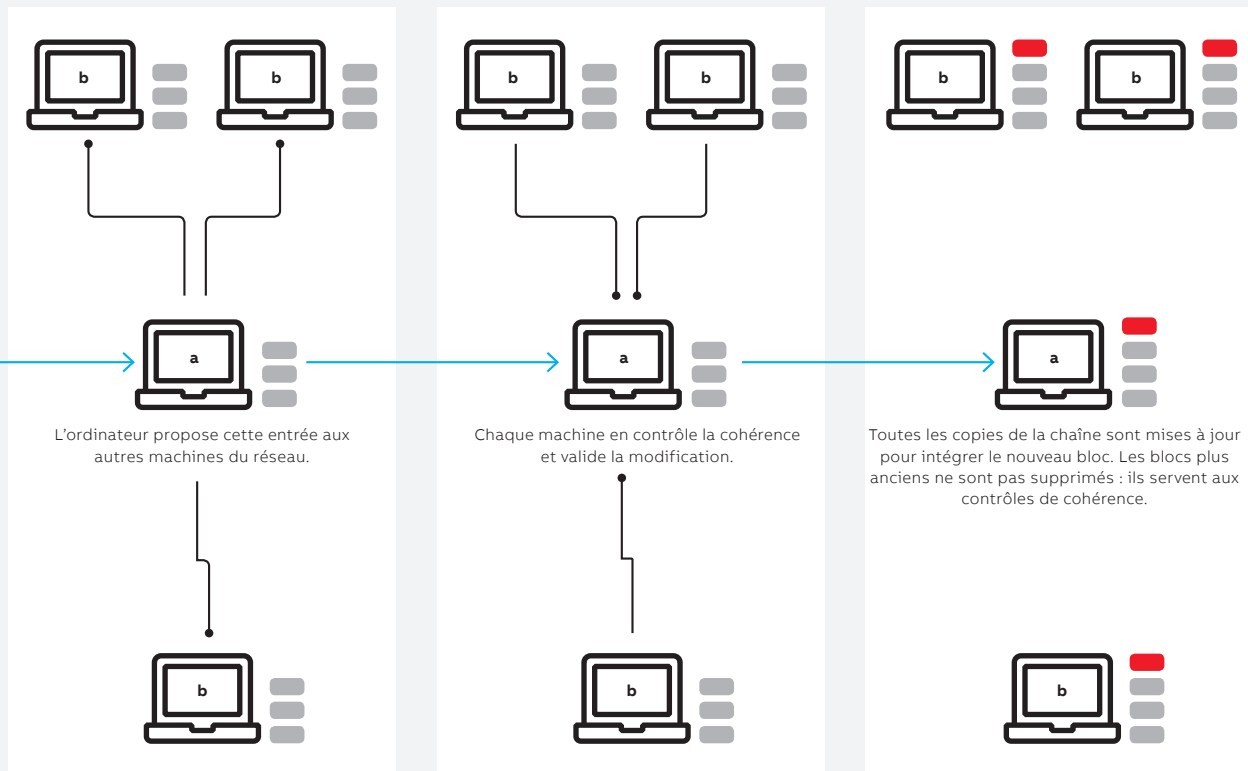 b
b
a
L'ordinateur propose cette entrée aux
autres machines du réseau.
b
b
b
a
Chaque machine en contrôle la cohérence
et valide la modification.
b
b
b
a
Toutes les copies de la chaîne sont mises à jour
pour intégrer le nouveau bloc. Les blocs plus
anciens ne sont pas supprimés : ils servent aux
contrôles de cohérence.
b